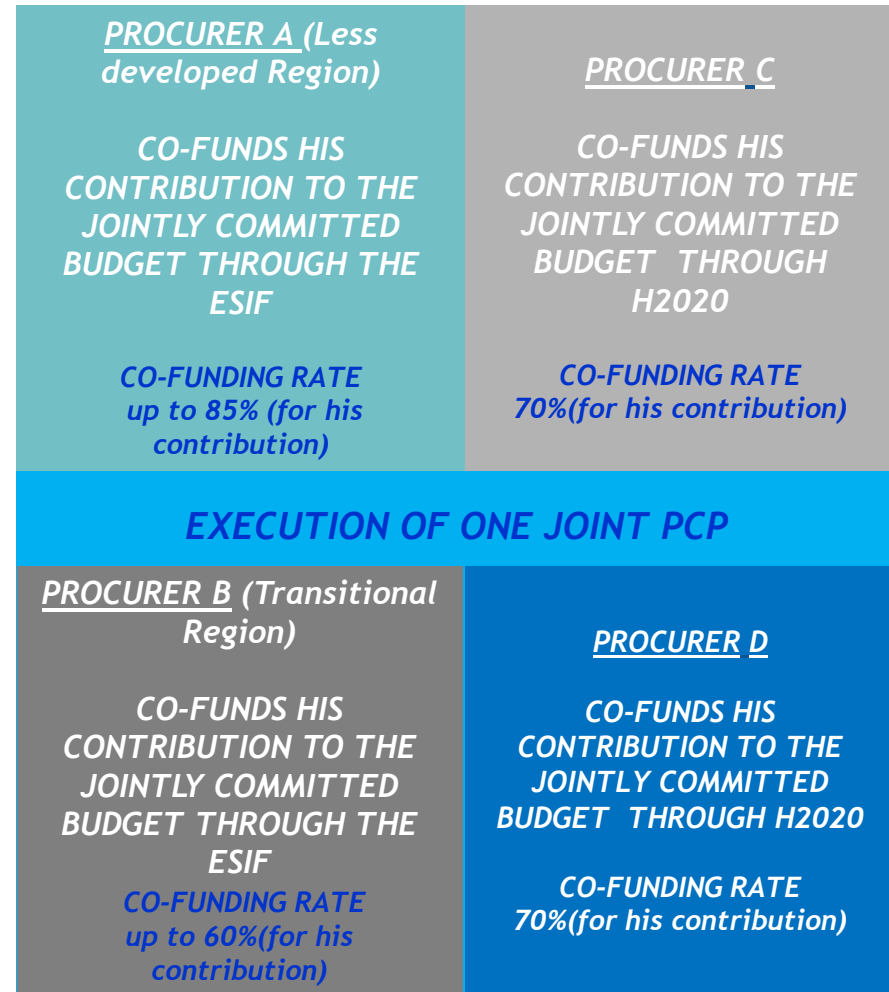 PROCURER A (Less
developed Region)
CO-FUNDS HIS
CONTRIBUTION TO THE
JOINTLY COMMITTED
BUDGET THROUGH THE
ESIF
CO-FUNDING RATE
up to 85% (for his
contribution)
PROCURER C
CO-FUNDS HIS
CONTRIBUTION TO THE
JOINTLY COMMITTED
BUDGET THROUGH
H2020
CO-FUNDING RATE
70%(for his contribution)
EXECUTION OF ONE JOINT PCP
PROCURER B (Transitional
Region)
CO-FUNDS HIS
CONTRIBUTION TO THE
JOINTLY COMMITTED
BUDGET THROUGH THE
ESIF
CO-FUNDING RATE
up to 60%(for his
contribution)
PROCURER D
CO-FUNDS HIS
CONTRIBUTION TO THE
JOINTLY COMMITTED
BUDGET THROUGH H2020
CO-FUNDING RATE
70%(for his contribution)